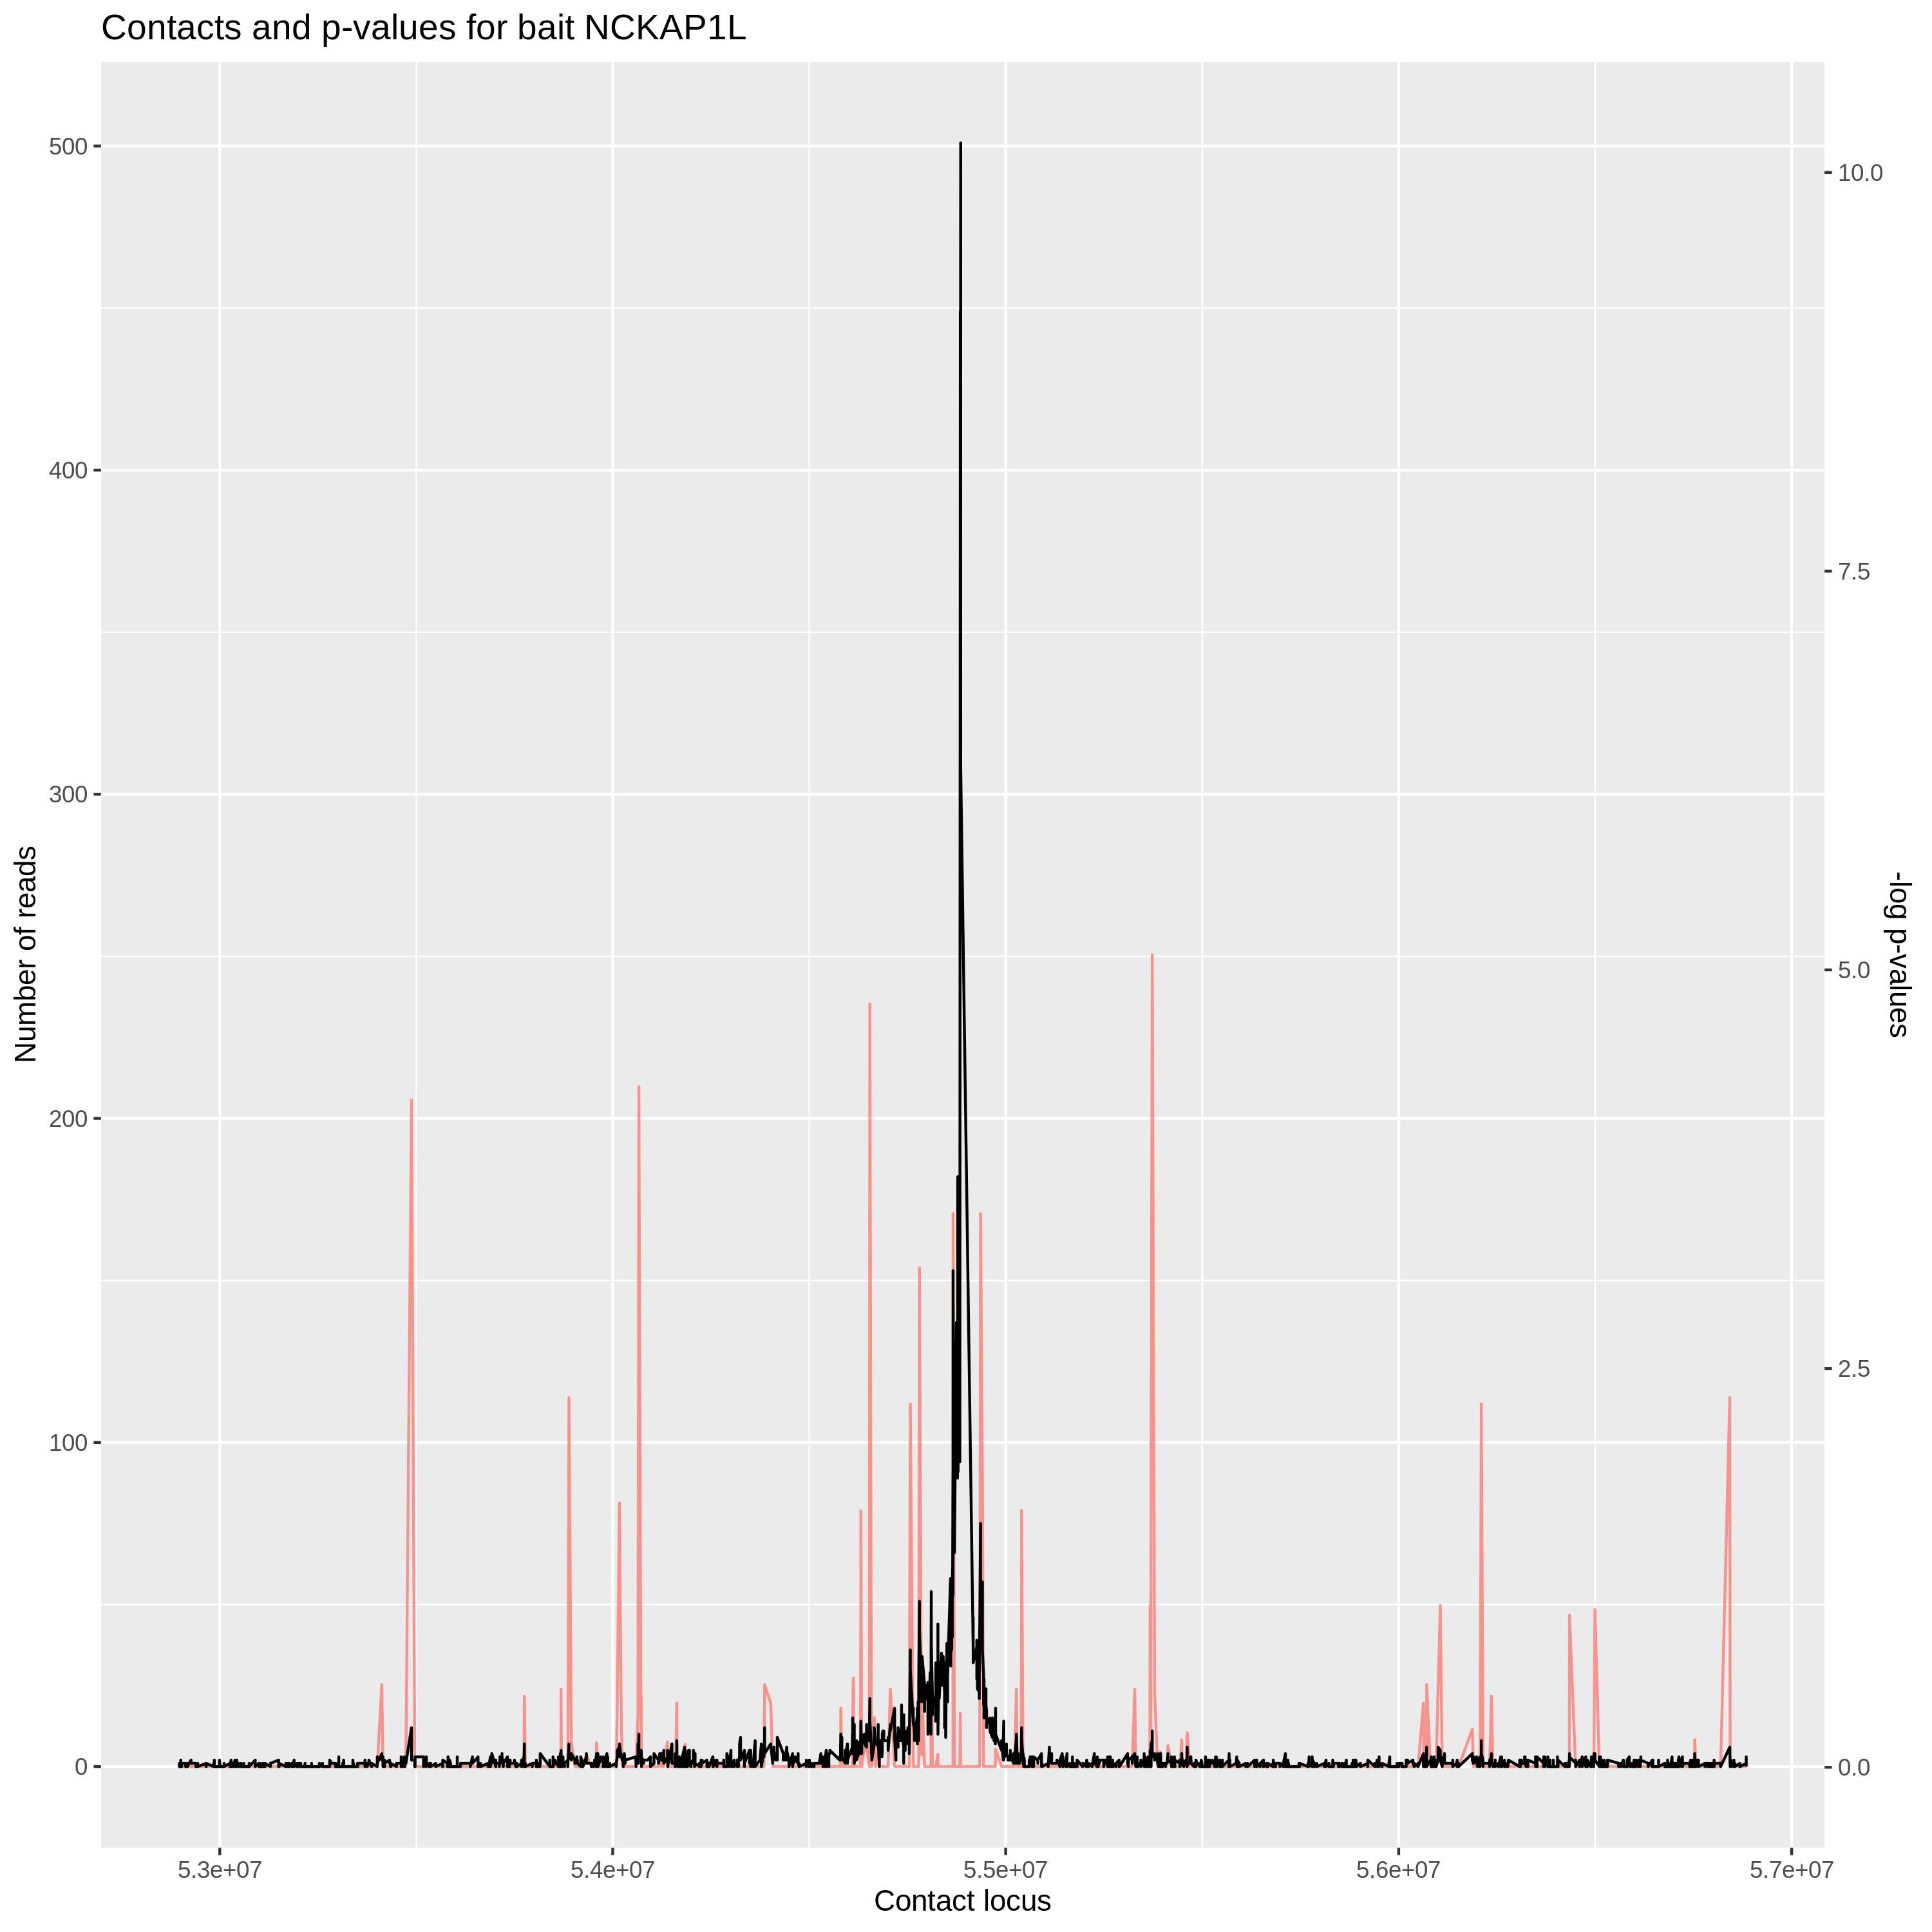 Contacts and p-values for bait NCKAP1L
500
400
300
200
100
0
Number of reads
10.0
7.5
5.0
2.5
0.0
-log p-values
5.3e+07
5.4e+07
5.5e+07
5.6e+07
5.7e+07
Contact locus